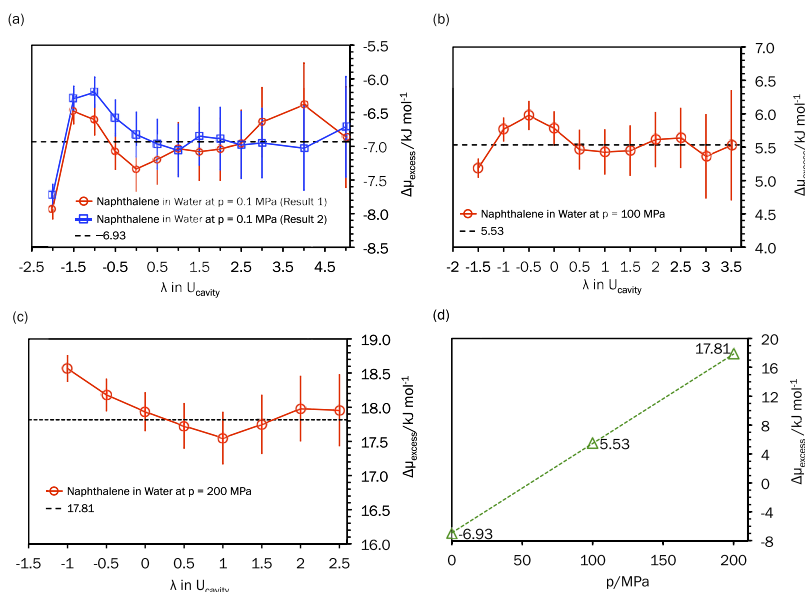 (a)
-5.5
-6.0
-6.5
-7.0
-7.5
-8.0
-8.5
Δμexcess/kJ mol-1
Naphthalene in Water at p = 0.1 MPa (Result 1)
Naphthalene in Water at p = 0.1 MPa (Result 2)
−6.93
-2.5 -1.5 -0.5 0.5 1.5 2.5 3.5 4.5
λ in Ucavity
(b)
7.0
6.5
6.0
5.5
5.0
4.5
4.0
Δμexcess/kJ mol-1
Naphthalene in Water at p = 100 MPa
5.53
-2 -1.5 -1 -0.5 0 0.5 1 1.5 2 2.5 3 3.5
λ in Ucavity
(c)
19.0
18.5
18.0
17.5
17.0
16.5
16.0
Δμexcess/kJ mol-1
Naphthalene in Water at p = 200 MPa
17.81
-1.5 -1 -0.5 0 0.5 1 1.5 2 2.5
λ in Ucavity
(d)
20
16
12
8
4
0
-4
-8
Δμexcess/kJ mol-1
17.81
5.53
-6.93
0 50 100 150 200
p/MPa